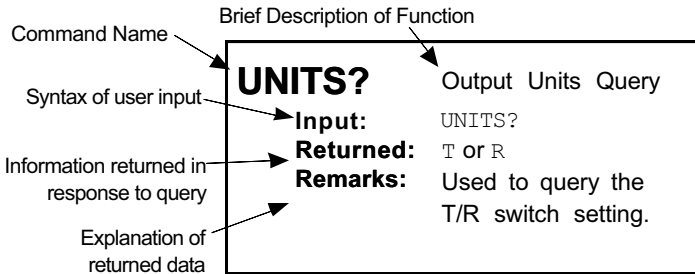 Brief Description of Function
Command Name
UNITS? Output Units Query
Syntax of user input
Input: UNITS?
Returned: T or R
Information returned in
response to query
Remarks: Used to query the
T/R switch setting.
Explanation of
returned data